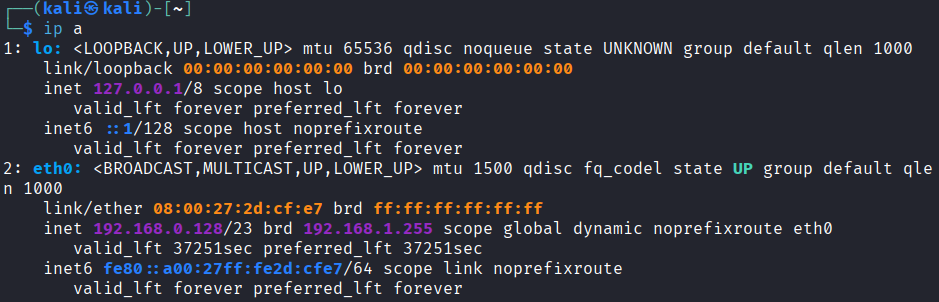 ┌──(kali㉿kali)-[~]
└─$ ip a
1: lo: <LOOPBACK,UP,LOWER_UP> mtu 65536 qdisc noqueue state UNKNOWN group default qlen 1000
    link/loopback 00:00:00:00:00:00 brd 00:00:00:00:00:00
    inet 127.0.0.1/8 scope host lo
       valid_lft forever preferred_lft forever
    inet6 ::1/128 scope host noprefixroute
       valid_lft forever preferred_lft forever
2: eth0: <BROADCAST,MULTICAST,UP,LOWER_UP> mtu 1500 qdisc fq_codel state UP group default qle
n 1000
    link/ether 08:00:27:2d:cf:e7 brd ff:ff:ff:ff:ff:ff
    inet 192.168.0.128/23 brd 192.168.1.255 scope global dynamic noprefixroute eth0
       valid_lft 37251sec preferred_lft 37251sec
    inet6 fe80::a00:27ff:fe2d:cfe7/64 scope link noprefixroute
       valid_lft forever preferred_lft forever